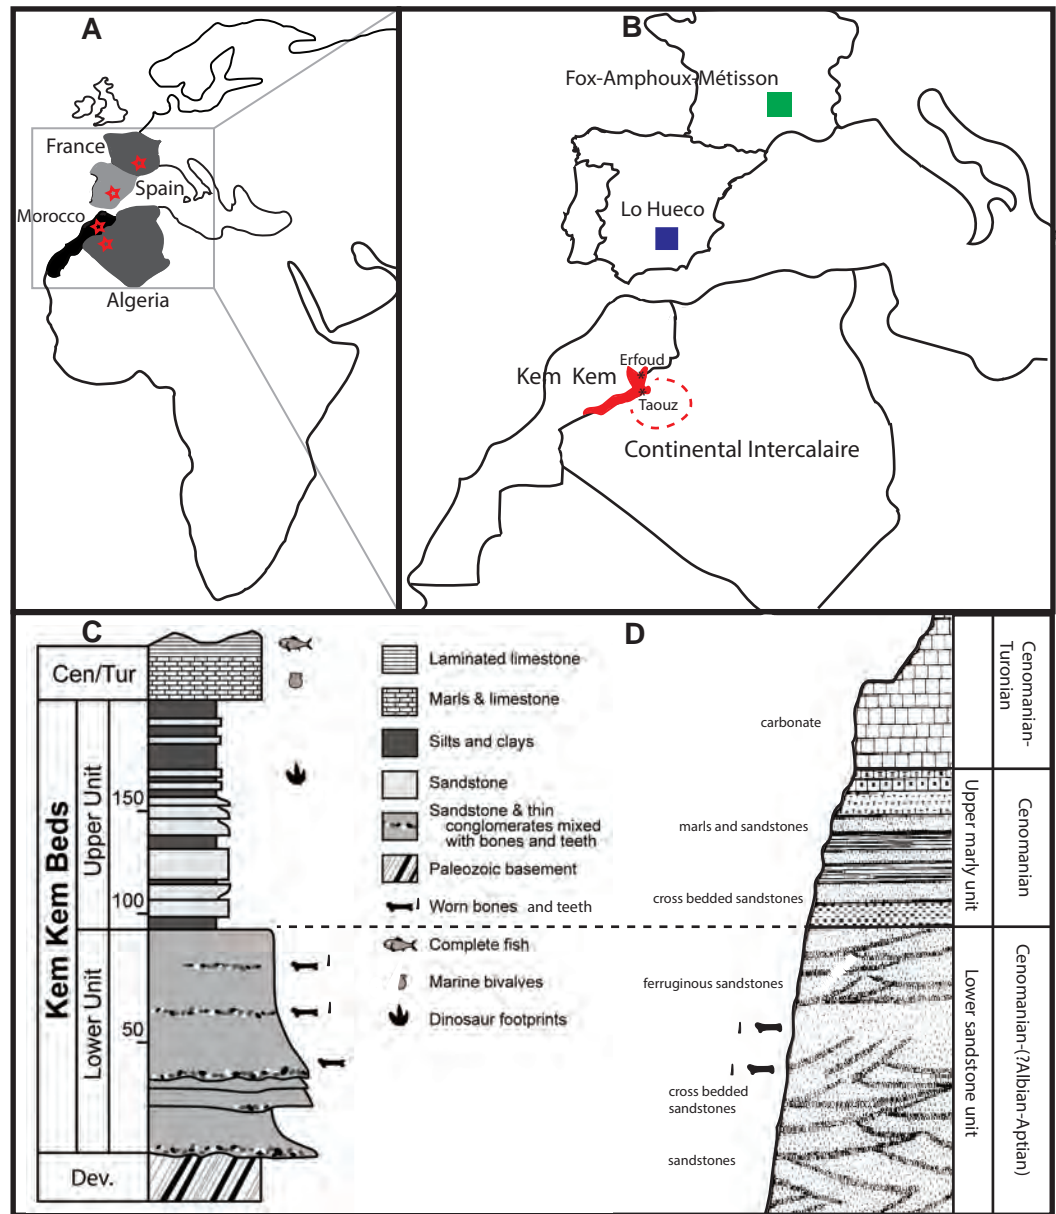 A
France
Spain
Morocco
Algeria
B
Fox-Amphoux-Métisson
Lo Hueco
Erfoud
Kem Kem
Taouz
Continental Intercalaire
C
Cen/Tur
Kem Kem Beds
Upper Unit
Lower Unit
150
100
50
Dev.
Laminated limestone
Marls & limestone
Silts and clays
Sandstone
Sandstone & thin
conglomerates mixed
with bones and teeth
Paleozoic basement
Worn bones and teeth
Complete fish
Marine bivalves
Dinosaur footprints
D
carbonate
marls and sandstones
cross bedded sandstones
ferruginous sandstones
cross bedded
sandstones
sandstones
Upper marly unit
Lower sandstone unit
Cenomanian-
Turonian
Cenomanian
Cenomanian-(?Albian-Aptian)